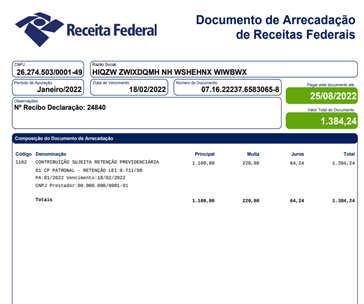 Receita Federal
Documento de Arrecadação
de Receitas Federais
CNPJ
26.274.503/0001-49
Razão Social
HIQZW ZWIXDQMH NH WSHEHNX WIWBWX
Período de Apuração
Janeiro/2022
Data de Vencimento
18/02/2022
Número do Documento
07.16.22237.6583065-8
Pagar este documento até
25/08/2022
Observações
Nº Recibo Declaração: 24840
Valor Total do Documento
1.384,24
Composição do Documento de Arrecadação
Código Denominação Principal Multa Juros Total
1162 CONTRIBUIÇÃO SUJEITA RETENÇÃO PREVIDENCIÁRIA 1.100,00 220,00 64,24 1.384,24
01 CP PATRONAL - RETENÇÃO LEI 9.711/98
PA:01/2022 Vencimento:18/02/2022
CNPJ Prestador:00.000.000/0001-91
Totais 1.100,00 220,00 64,24 1.384,24